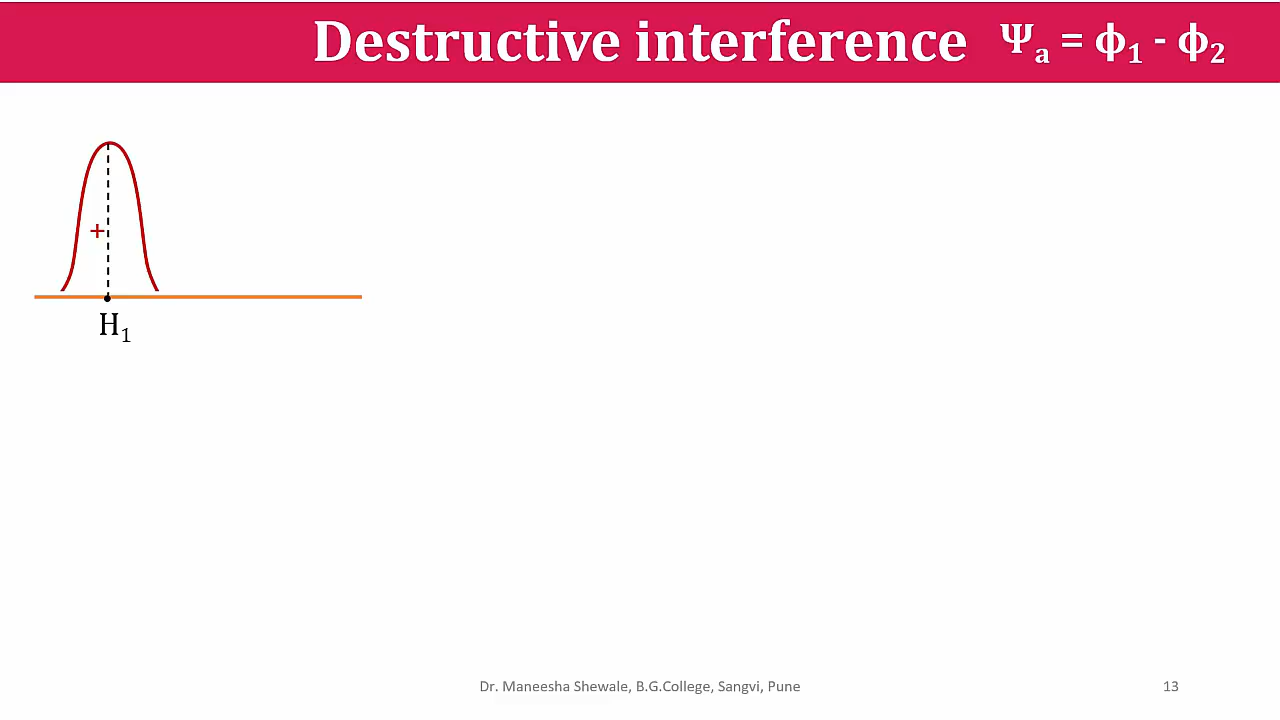 Destructive interference Ψₐ = ϕ₁ - ϕ₂
+
H₁
Dr. Maneesha Shewale, B.G.College, Sangvi, Pune
13